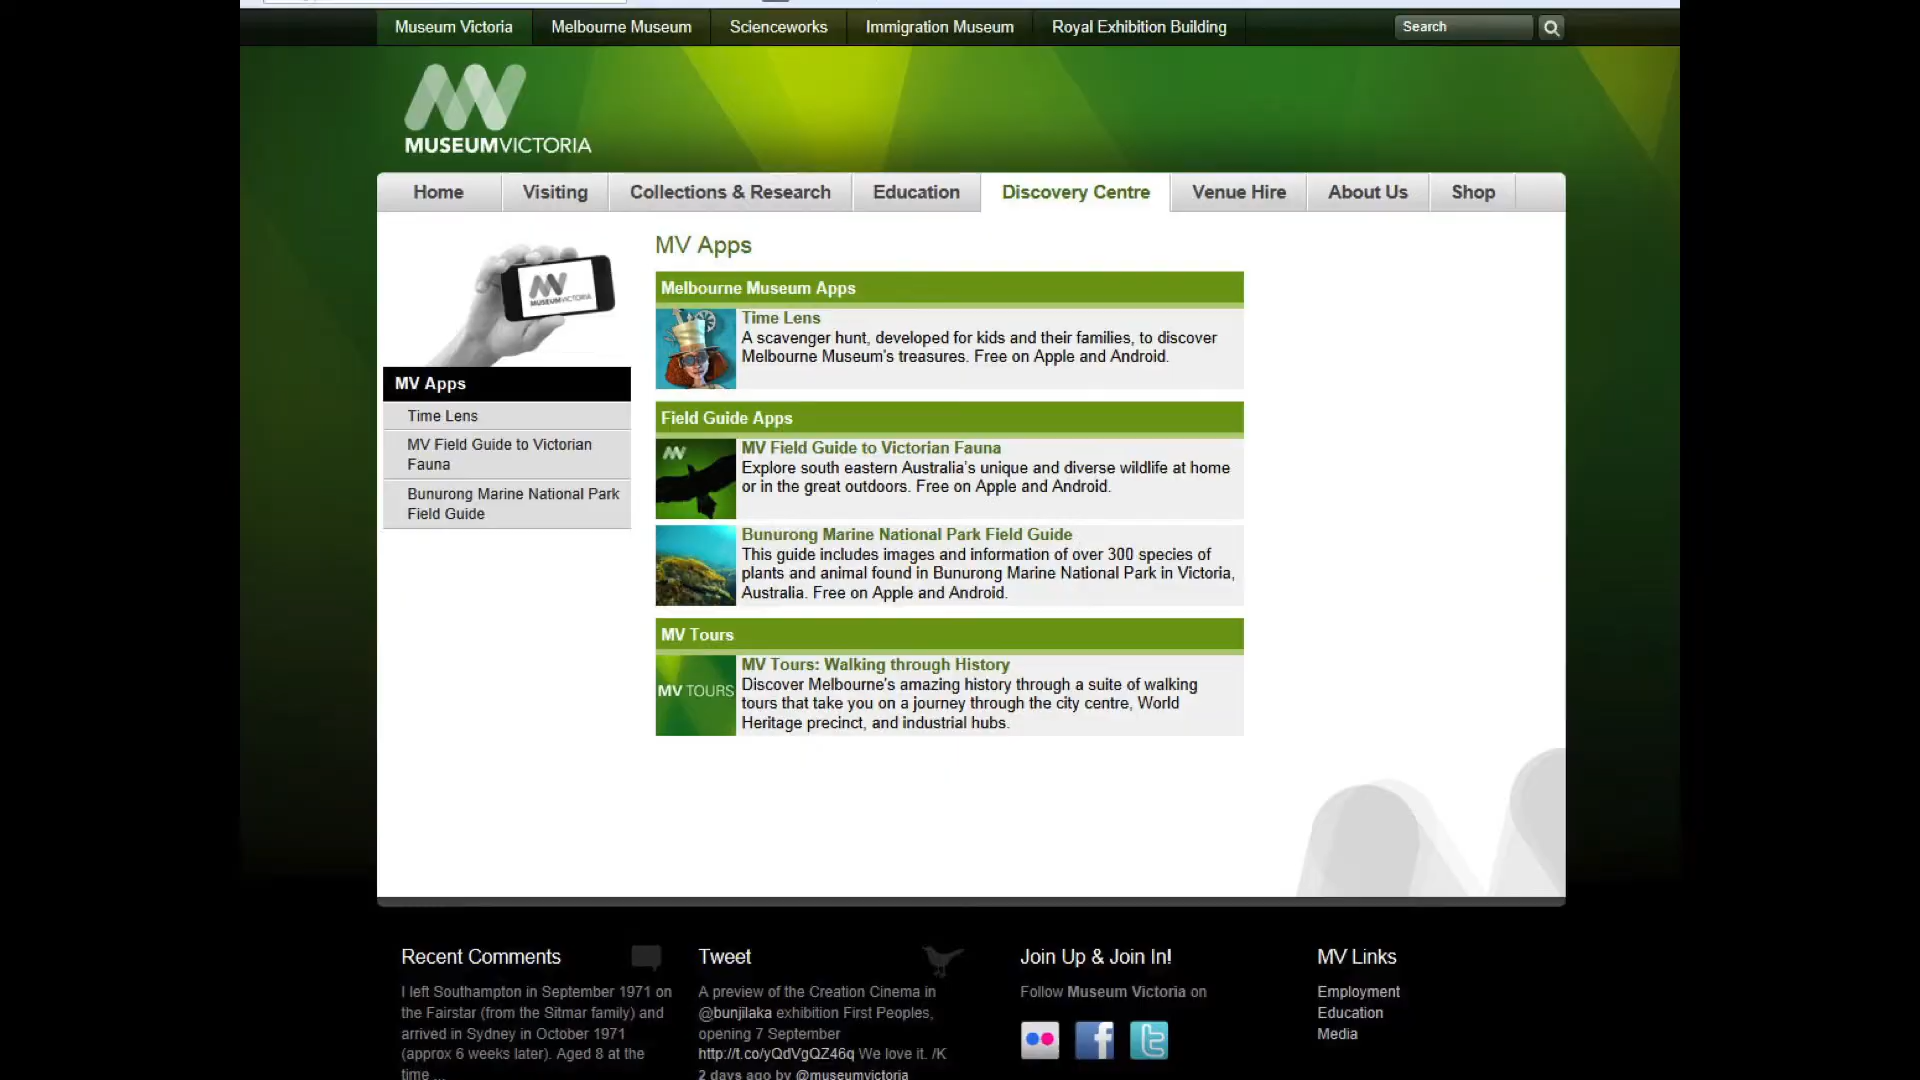 Museum Victoria
Melbourne Museum
Scienceworks
Immigration Museum
Royal Exhibition Building
Search
MUSEUMVICTORIA
Home
Visiting
Collections & Research
Education
Discovery Centre
Venue Hire
About Us
Shop
MUSEUMVICTORIA
MV Apps
Time Lens
MV Field Guide to Victorian
Fauna
Bunurong Marine National Park
Field Guide
MV Apps
Melbourne Museum Apps
Time Lens
A scavenger hunt, developed for kids and their families, to discover
Melbourne Museum's treasures. Free on Apple and Android.
Field Guide Apps
MV Field Guide to Victorian Fauna
Explore south eastern Australia's unique and diverse wildlife at home
or in the great outdoors. Free on Apple and Android.
Bunurong Marine National Park Field Guide
This guide includes images and information of over 300 species of
plants and animal found in Bunurong Marine National Park in Victoria,
Australia. Free on Apple and Android.
MV Tours
MV TOURS
MV Tours: Walking through History
Discover Melbourne's amazing history through a suite of walking
tours that take you on a journey through the city centre, World
Heritage precinct, and industrial hubs.
Recent Comments
I left Southampton in September 1971 on
the Fairstar (from the Sitmar family) and
arrived in Sydney in October 1971
(approx 6 weeks later). Aged 8 at the
time ...
Tweet
A preview of the Creation Cinema in
@bunjilaka exhibition First Peoples,
opening 7 September
http://t.co/yQdVgQZ46q We love it. /K
2 days ago by @museumvictoria
Join Up & Join In!
Follow Museum Victoria on
MV Links
Employment
Education
Media